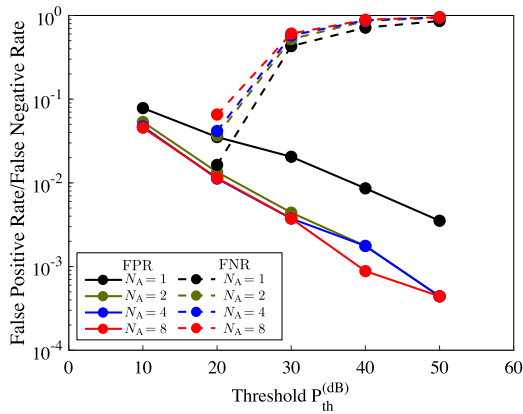 False Positive Rate/False Negative Rate
10^0
10^-1
10^-2
10^-3
10^-4
0 10 20 30 40 50 60
Threshold P_th^(dB)
FPR FNR
N_A = 1 N_A = 1
N_A = 2 N_A = 2
N_A = 4 N_A = 4
N_A = 8 N_A = 8